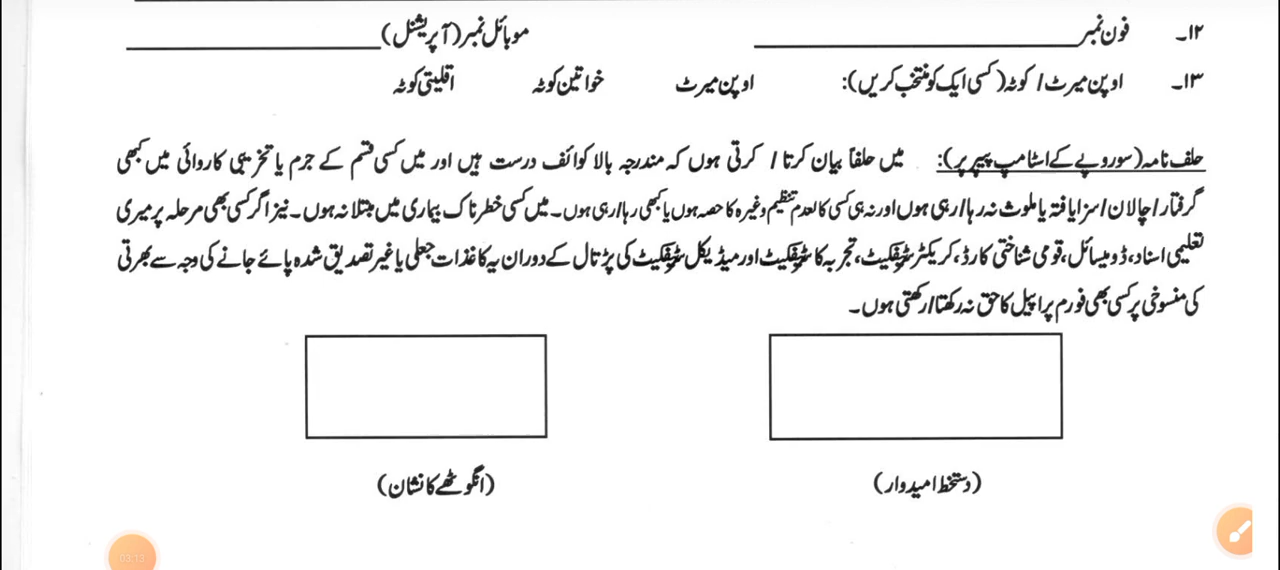 ۱۲۔ فون نمبر ____________ موبائل نمبر (آپریشنل) ____________
۱۳۔ اوپن میرٹ / کوٹہ (کسی ایک کو منتخب کریں): اوپن میرٹ خواتین کوٹہ اقلیتی کوٹہ
حلف نامہ (سو روپے کے اسٹامپ پیپر پر): میں حلفاً بیان کرتا / کرتی ہوں کہ مندرجہ بالا کوائف درست ہیں اور میں کسی قسم کے جرم یا تخریبی کاروائی میں کبھی
گرفتار / چالان / سزا یافتہ یا ملوث نہ رہا / رہی ہوں اور نہ ہی کسی کالعدم تنظیم وغیرہ کا حصہ ہوں یا کبھی رہا / رہی ہوں۔ میں کسی خطرناک بیماری میں مبتلا نہ ہوں۔ نیز اگر کسی بھی مرحلہ پر میری
تعلیمی اسناد، ڈومیسائل، قومی شناختی کارڈ، کریکٹر سرٹیفکیٹ، تجربہ کا سرٹیفکیٹ اور میڈیکل سرٹیفکیٹ کی پڑتال کے دوران یہ کاغذات جعلی یا غیر تصدیق شدہ پائے جانے کی وجہ سے بھرتی
کی منسوخی پر کسی بھی فورم پر اپیل کا حق نہ رکھتا / رکھتی ہوں۔
(دستخط امیدوار) (انگوٹھے کا نشان)
03:13